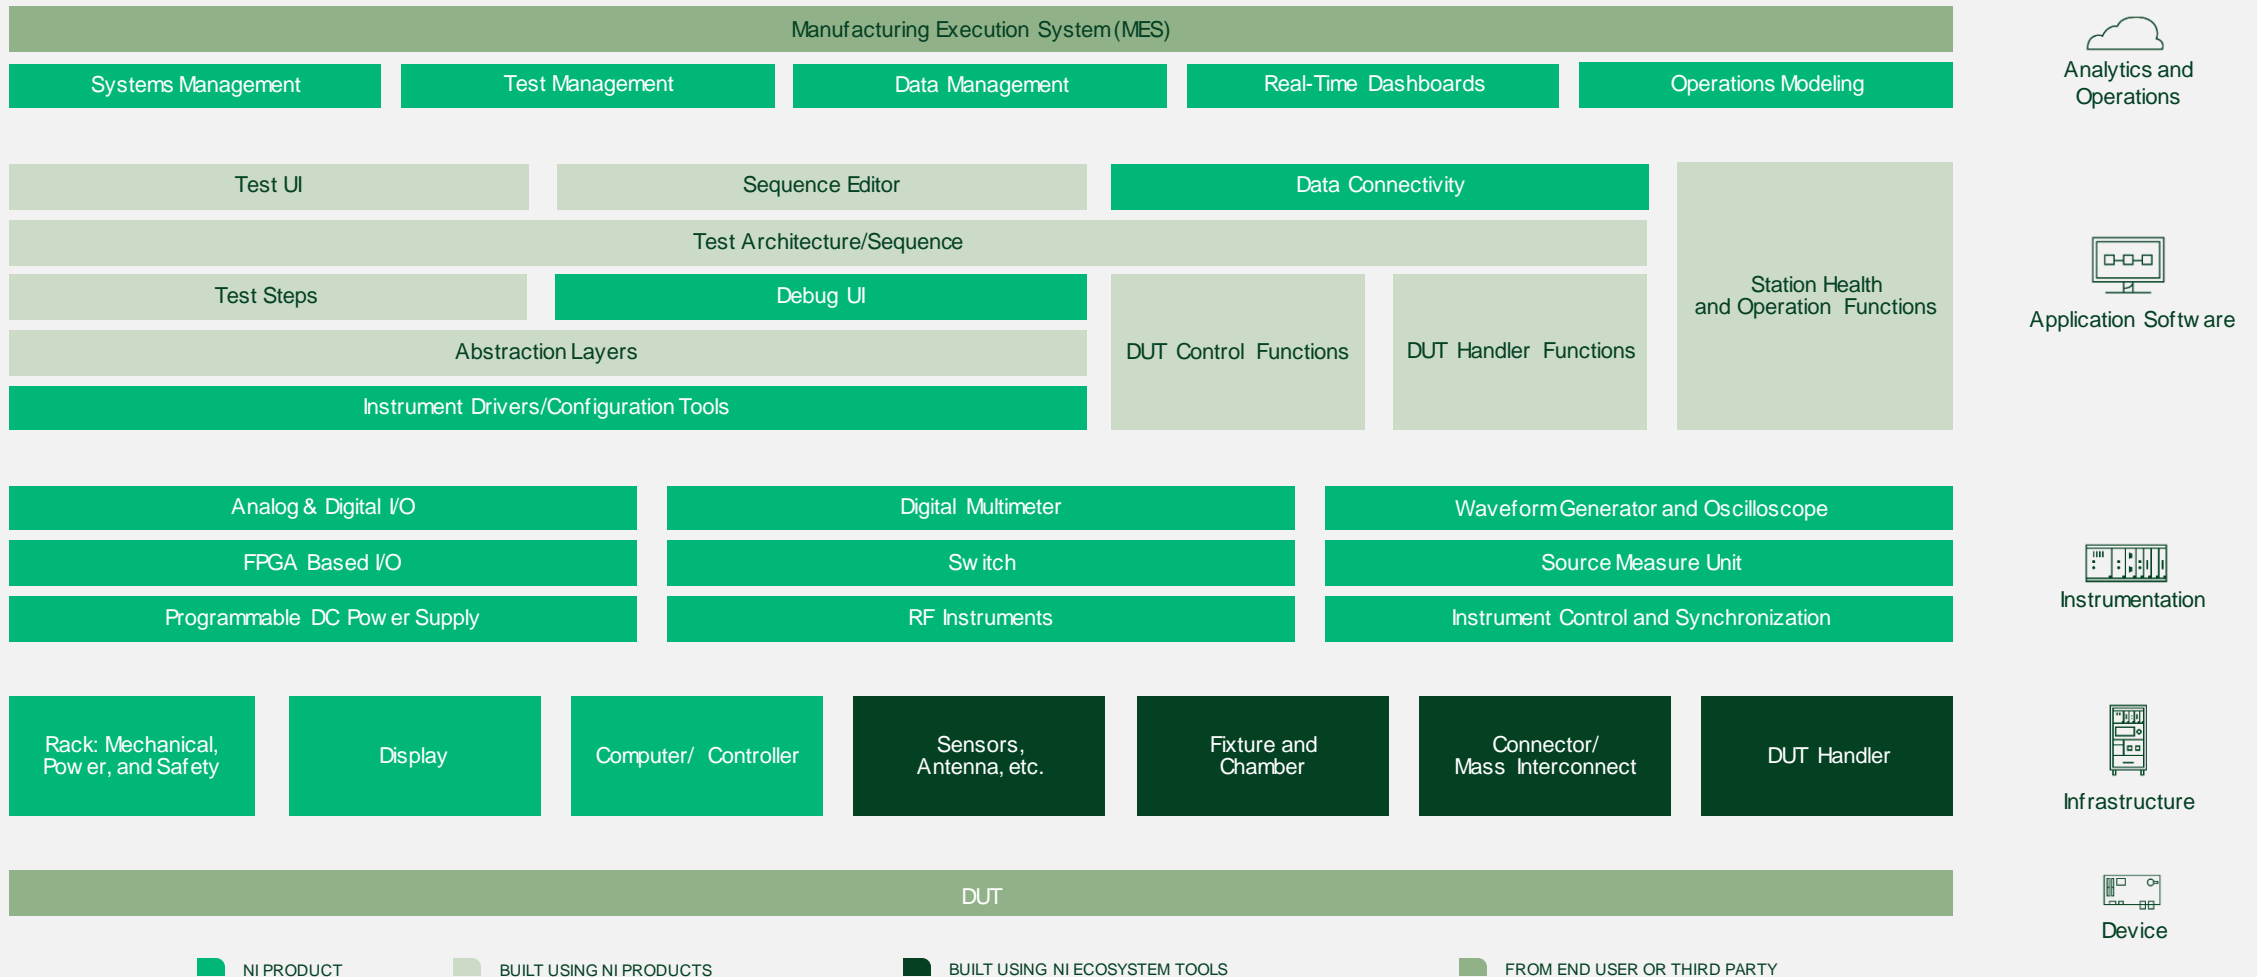 Manufacturing Execution System (MES)
Systems Management
Test Management
Data Management
Real-Time Dashboards
Operations Modeling
Analytics and
Operations
Test UI
Sequence Editor
Data Connectivity
Test Architecture/Sequence
Test Steps
Debug UI
Abstraction Layers
Instrument Drivers/Configuration Tools
DUT Control Functions
DUT Handler Functions
Station Health
and Operation Functions
Application Software
Analog & Digital I/O
Digital Multimeter
Waveform Generator and Oscilloscope
FPGA Based I/O
Switch
Source Measure Unit
Programmable DC Power Supply
RF Instruments
Instrument Control and Synchronization
Instrumentation
Rack: Mechanical,
Power, and Safety
Display
Computer/ Controller
Sensors,
Antenna, etc.
Fixture and
Chamber
Connector/
Mass Interconnect
DUT Handler
Infrastructure
DUT
Device
NI PRODUCT
BUILT USING NI PRODUCTS
BUILT USING NI ECOSYSTEM TOOLS
FROM END USER OR THIRD PARTY